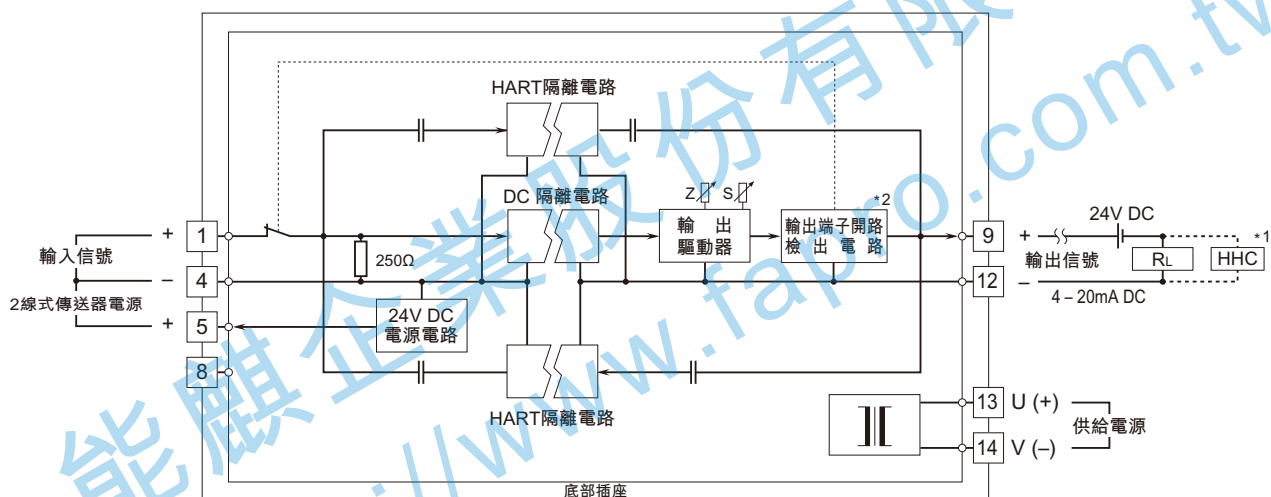 HART隔離電路
DC 隔離電路
Z
S
*2
輸出
驅動器
輸出端子開路
檢出電路
250Ω
24V DC
電源電路
HART隔離電路
輸入信號
2線式傳送器電源
+
–
+
1
4
5
8
9
12
13
14
+
輸出信號
–
24V DC
RL
HHC
*1
4 – 20mA DC
U (+)
V (–)
供給電源
底部插座
能麒企業股份有限
://www.fapro.com.tw